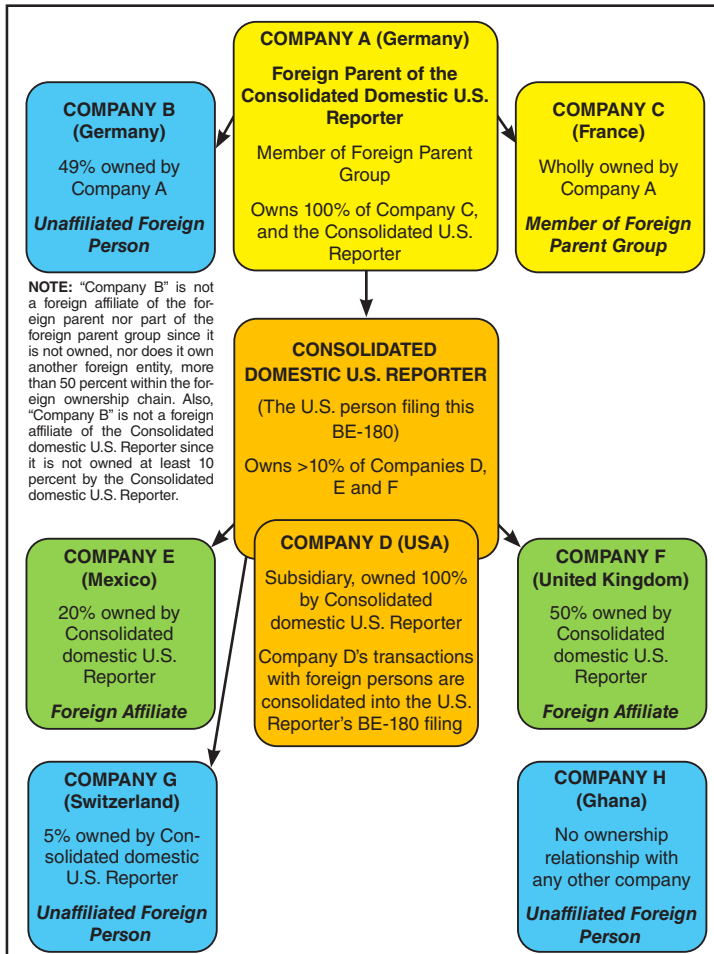 COMPANY A (Germany)
Foreign Parent of the
Consolidated Domestic U.S.
Reporter
Member of Foreign Parent
Group
Owns 100% of Company C,
and the Consolidated U.S.
Reporter
COMPANY B
(Germany)
49% owned by
Company A
Unaffiliated Foreign
Person
COMPANY C
(France)
Wholly owned by
Company A
Member of Foreign
Parent Group
NOTE: “Company B” is not
a foreign affiliate of the for-
eign parent nor part of the
foreign parent group since it
is not owned, nor does it own
another foreign entity, more
than 50 percent within the for-
eign ownership chain. Also,
“Company B” is not a foreign
affiliate of the Consolidated
domestic U.S. Reporter since
it is not owned at least 10
percent by the Consolidated
domestic U.S. Reporter.
CONSOLIDATED
DOMESTIC U.S. REPORTER
(The U.S. person filing this
BE-180)
Owns >10% of Companies D,
E and F
COMPANY E
(Mexico)
20% owned by
Consolidated
domestic U.S.
Reporter
Foreign Affiliate
COMPANY D (USA)
Subsidiary, owned 100%
by Consolidated
domestic U.S. Reporter
Company D’s transactions
with foreign persons are
consolidated into the U.S.
Reporter’s BE-180 filing
COMPANY F
(United Kingdom)
50% owned by
Consolidated
domestic U.S.
Reporter
Foreign Affiliate
COMPANY G
(Switzerland)
5% owned by Con-
solidated domestic
U.S. Reporter
Unaffiliated Foreign
Person
COMPANY H
(Ghana)
No ownership
relationship with
any other company
Unaffiliated Foreign
Person